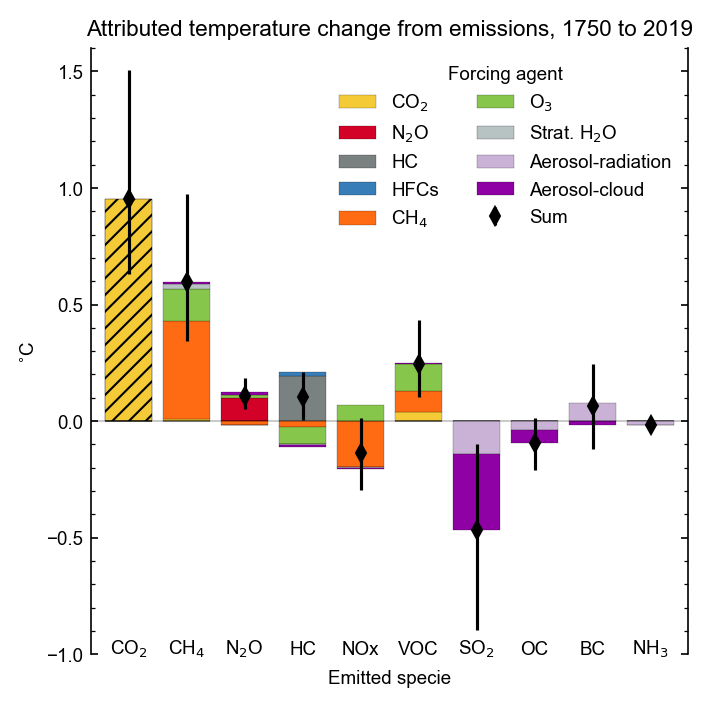 Attributed temperature change from emissions, 1750 to 2019
Forcing agent
CO₂
N₂O
HC
HFCs
CH₄
O₃
Strat. H₂O
Aerosol-radiation
Aerosol-cloud
Sum
1.5
1.0
0.5
0.0
−0.5
−1.0
°C
CO₂ CH₄ N₂O HC NOx VOC SO₂ OC BC NH₃
Emitted specie